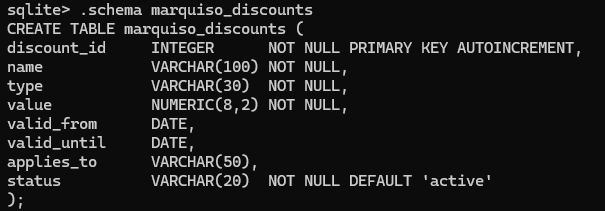 sqlite> .schema marquiso_discounts
CREATE TABLE marquiso_discounts (
discount_id     INTEGER       NOT NULL PRIMARY KEY AUTOINCREMENT,
name            VARCHAR(100)  NOT NULL,
type            VARCHAR(30)   NOT NULL,
value           NUMERIC(8,2)  NOT NULL,
valid_from      DATE,
valid_until     DATE,
applies_to      VARCHAR(50),
status          VARCHAR(20)   NOT NULL DEFAULT 'active'
);